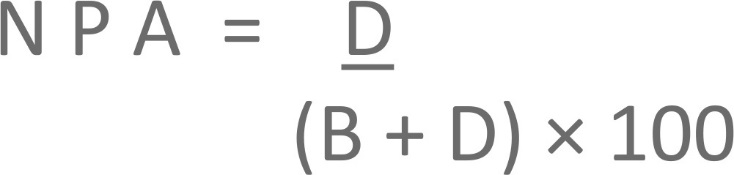 N P A = D
(B + D) × 100